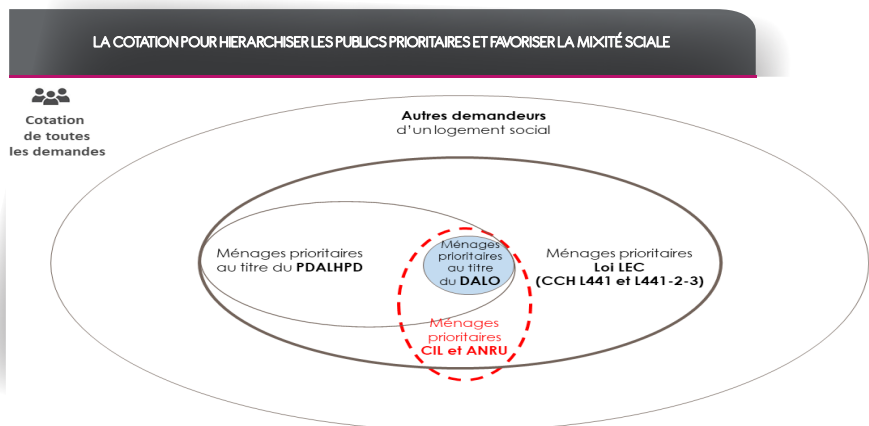 LA COTATION POUR HIERARCHISER LES PUBLICS PRIORITAIRES ET FAVORISER LA MIXITÉ SCIALE
Cotation
de toutes
les demandes
Autres demandeurs
d'un logement social
Ménages prioritaires
au titre du PDALHPD
Ménages
prioritaires
au titre
du DALO
Ménages prioritaires
Loi LEC
(CCH L441 et L441-2-3)
Ménages
prioritaires
CIL et ANRU